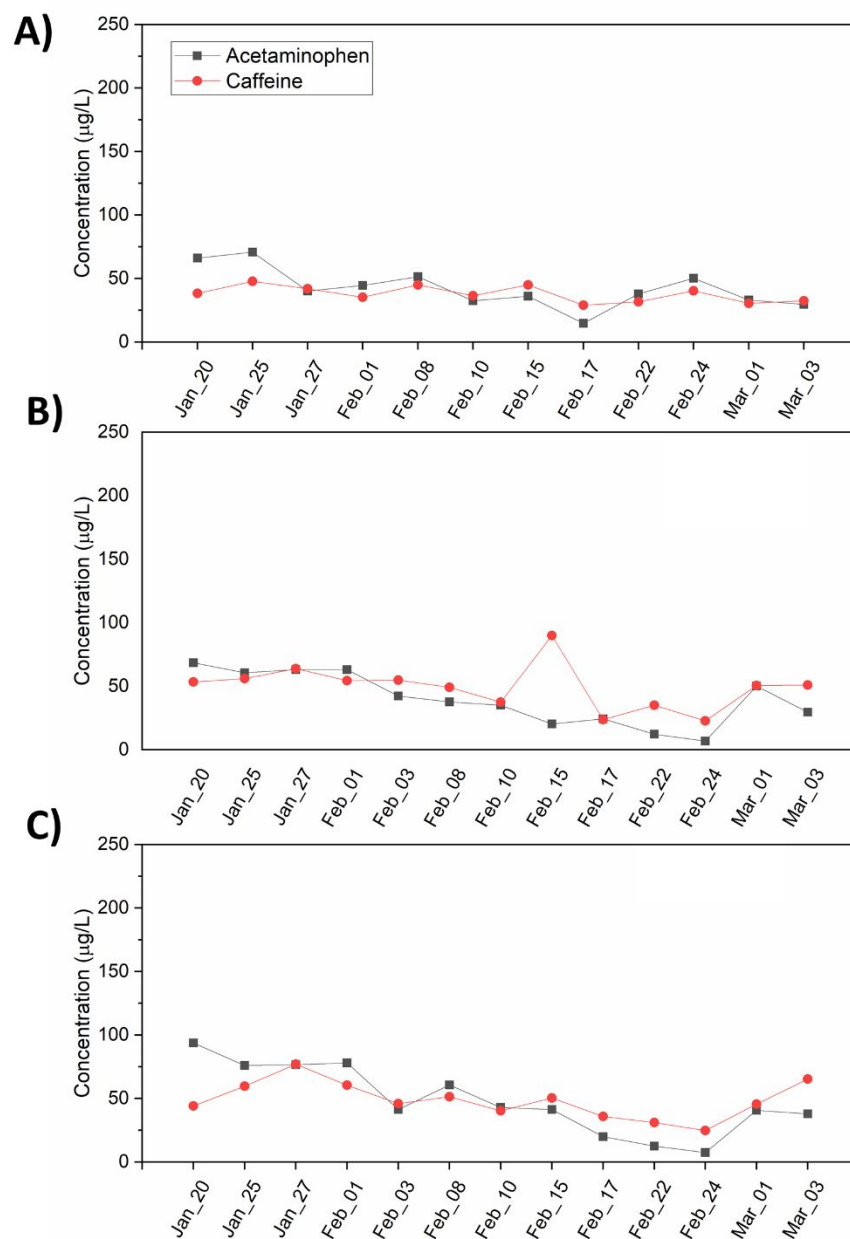 A)
250
200
150
100
50
0
Concentration (μg/L)
Acetaminophen
Caffeine
Jan_20
Jan_25
Jan_27
Feb_01
Feb_08
Feb_10
Feb_15
Feb_17
Feb_22
Feb_24
Mar_01
Mar_03
B)
250
200
150
100
50
0
Concentration (μg/L)
Jan_20
Jan_25
Jan_27
Feb_01
Feb_03
Feb_08
Feb_10
Feb_15
Feb_17
Feb_22
Feb_24
Mar_01
Mar_03
C)
250
200
150
100
50
0
Concentration (μg/L)
Jan_20
Jan_25
Jan_27
Feb_01
Feb_03
Feb_08
Feb_10
Feb_15
Feb_17
Feb_22
Feb_24
Mar_01
Mar_03